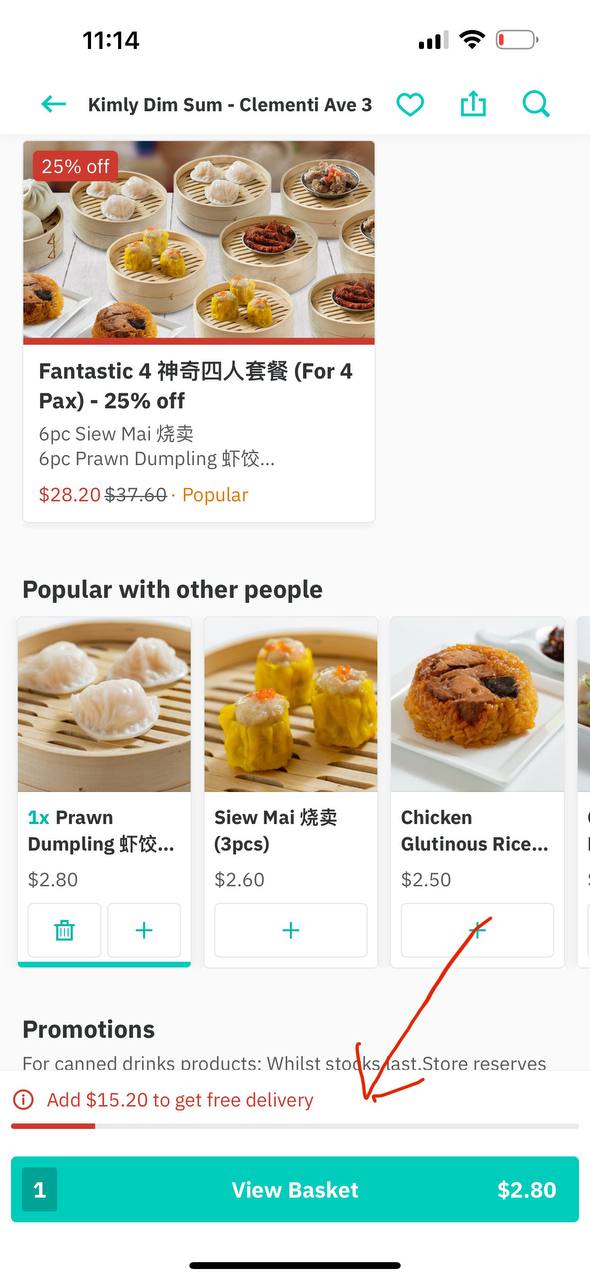 11:14
Kimly Dim Sum - Clementi Ave 3
25% off
Fantastic 4 神奇四人套餐 (For 4
Pax) - 25% off
6pc Siew Mai 烧卖
6pc Prawn Dumpling 虾饺...
$28.20 $37.60 · Popular
Popular with other people
1x Prawn
Dumpling 虾饺...
$2.80
Siew Mai 烧卖
(3pcs)
$2.60
Chicken
Glutinous Rice...
$2.50
Promotions
For canned drinks products: Whilst stocks last.Store reserves
Add $15.20 to get free delivery
1 View Basket $2.80